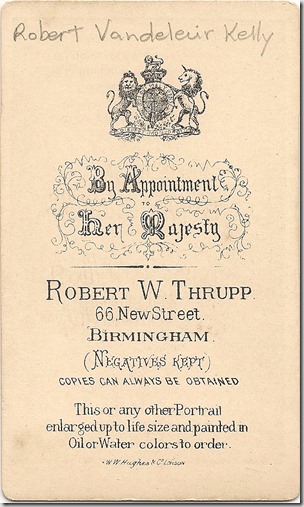 Robert Vandeleur Kelly
By Appointment
TO
Her Majesty
ROBERT W. THRUPP.
66, New Street.
BIRMINGHAM.
(NEGATIVES KEPT)
COPIES CAN ALWAYS BE OBTAINED
This or any other Portrait
enlarged up to life size and painted in
Oil or Water colors to order.
W.W. Hughes & Co. LONDON